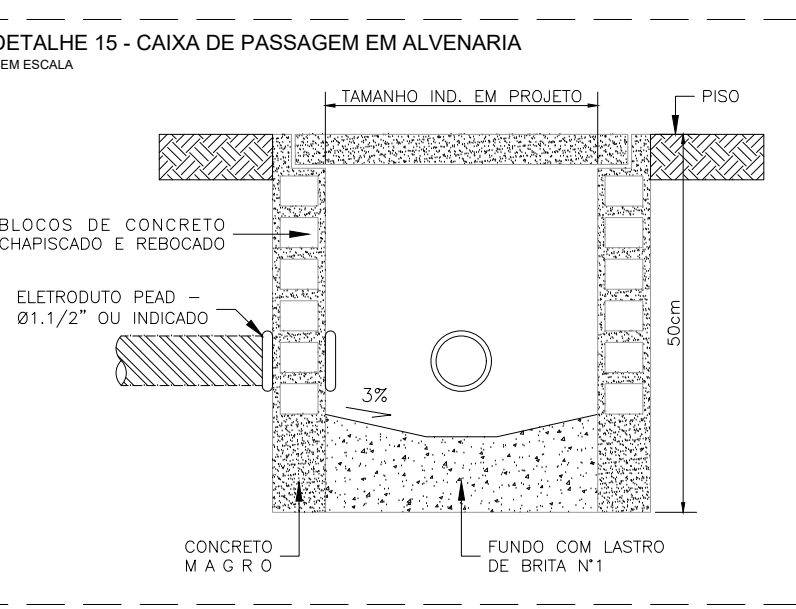 DETALHE 15 - CAIXA DE PASSAGEM EM ALVENARIA
EM ESCALA
TAMANHO IND. EM PROJETO
PISO
BLOCOS DE CONCRETO
CHAPISCADO E REBOCADO
ELETRODUTO PEAD –
Ø1.1/2” OU INDICADO
50cm
3%
CONCRETO
MAGRO
FUNDO COM LASTRO
DE BRITA N°1